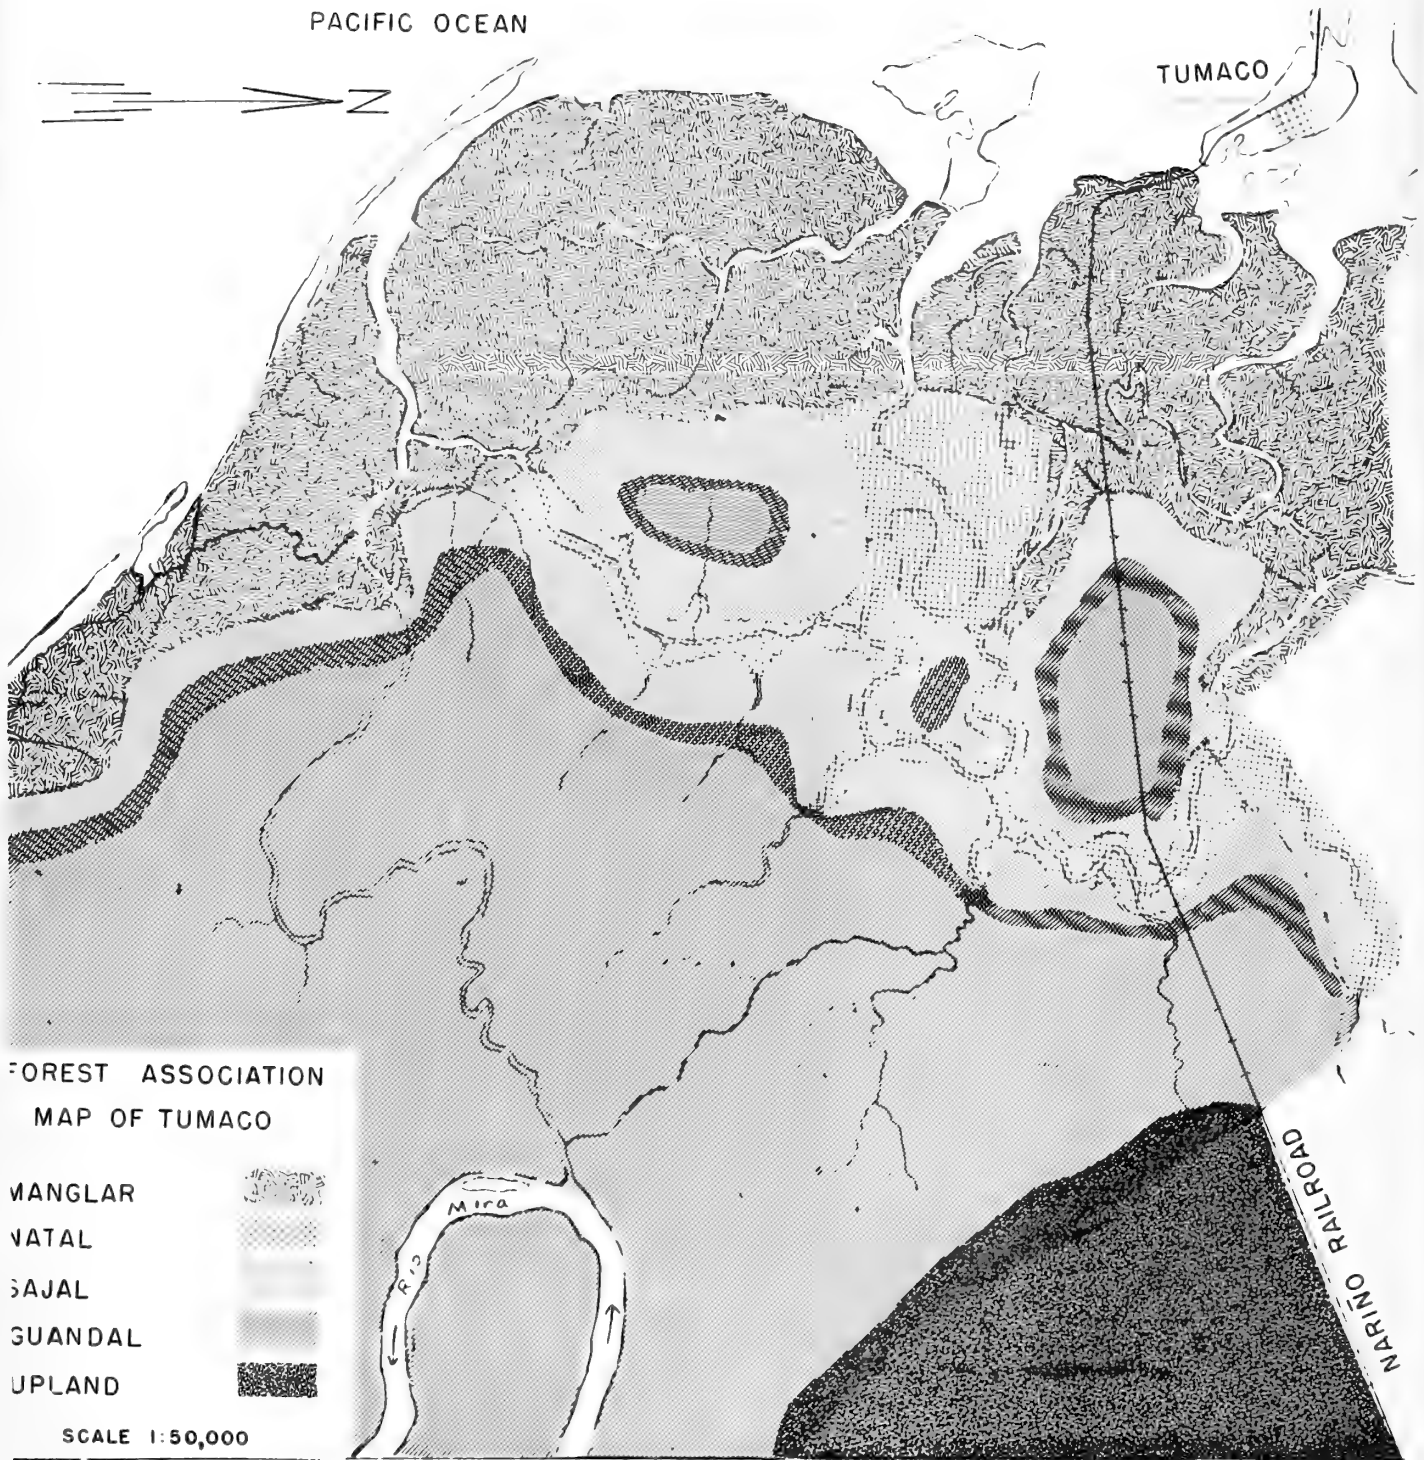 PACIFIC OCEAN
TUMACO
N
FOREST ASSOCIATION
MAP OF TUMACO
MANGLAR
NATAL
SAJAL
GUANDAL
UPLAND
SCALE 1:50,000
Rio Mira
NARIÑO RAILROAD